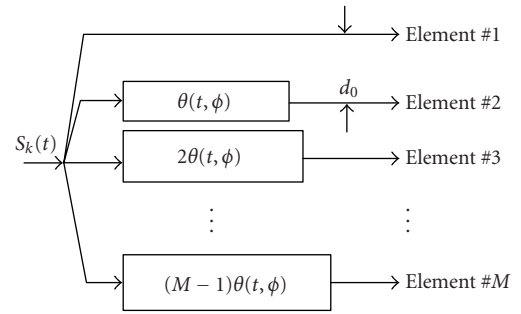 Element #1
d₀
θ(t,ϕ)
Element #2
Sₖ(t)
2θ(t,ϕ)
Element #3
⋮ ⋮
(M − 1)θ(t,ϕ)
Element #M